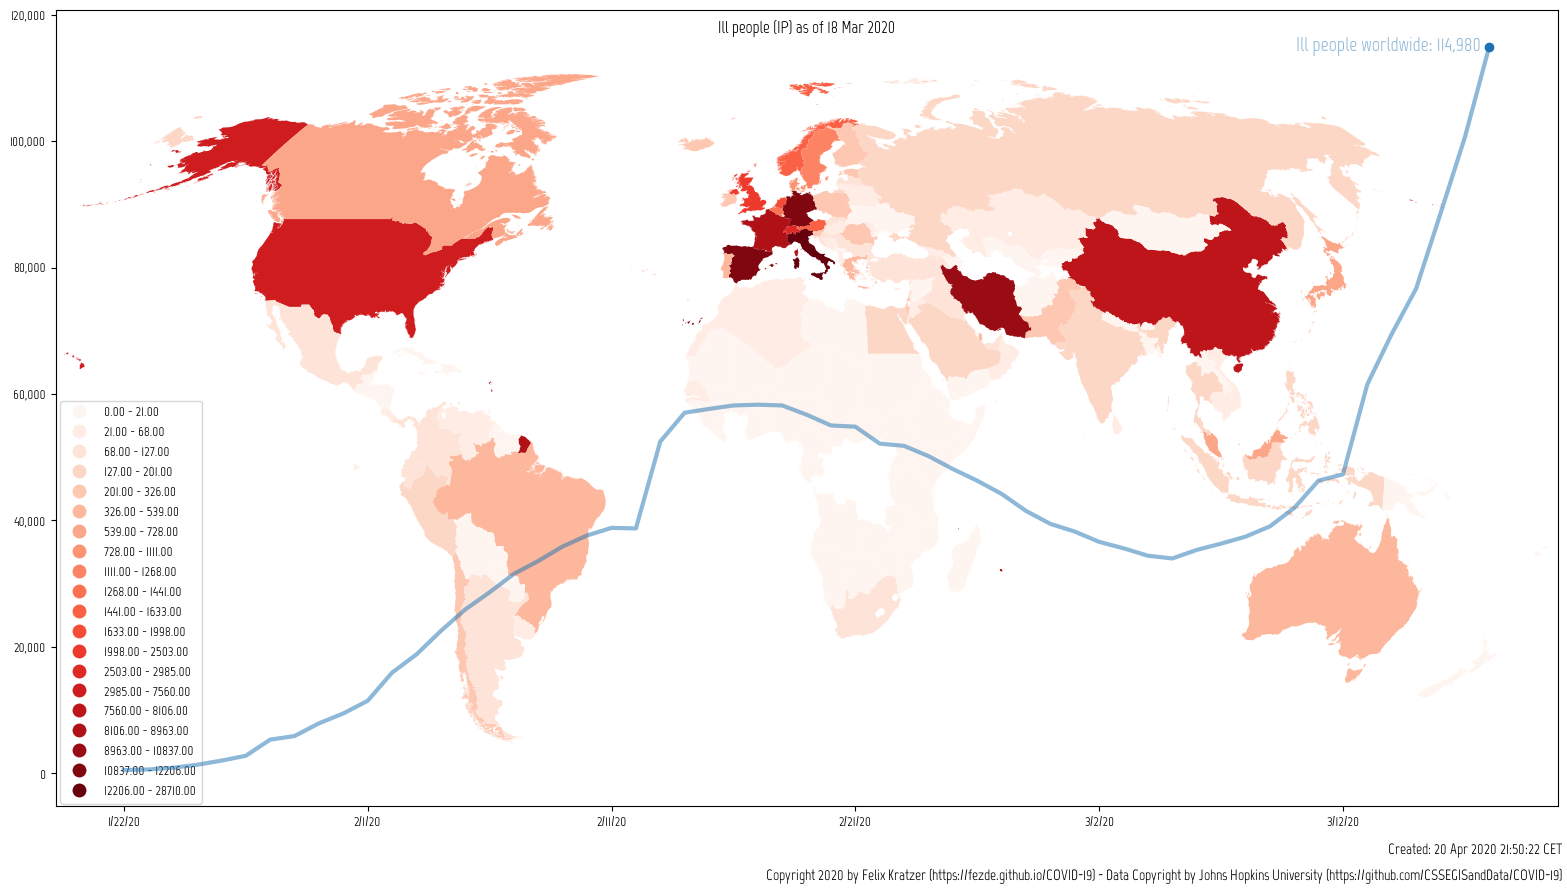 Ill people (IP) as of 18 Mar 2020
Ill people worldwide: 114,980
120,000
100,000
80,000
60,000
40,000
20,000
0
0.00 - 21.00
21.00 - 68.00
68.00 - 127.00
127.00 - 201.00
201.00 - 326.00
326.00 - 539.00
539.00 - 728.00
728.00 - 1111.00
1111.00 - 1268.00
1268.00 - 1441.00
1441.00 - 1633.00
1633.00 - 1998.00
1998.00 - 2503.00
2503.00 - 2985.00
2985.00 - 7560.00
7560.00 - 8106.00
8106.00 - 8963.00
8963.00 - 10837.00
10837.00 - 12206.00
12206.00 - 28710.00
1/22/20 2/1/20 2/11/20 2/21/20 3/2/20 3/12/20
Created: 20 Apr 2020 21:50:22 CET
Copyright 2020 by Felix Kratzer (https://fezde.github.io/COVID-19) - Data Copyright by Johns Hopkins University (https://github.com/CSSEGISandData/COVID-19)